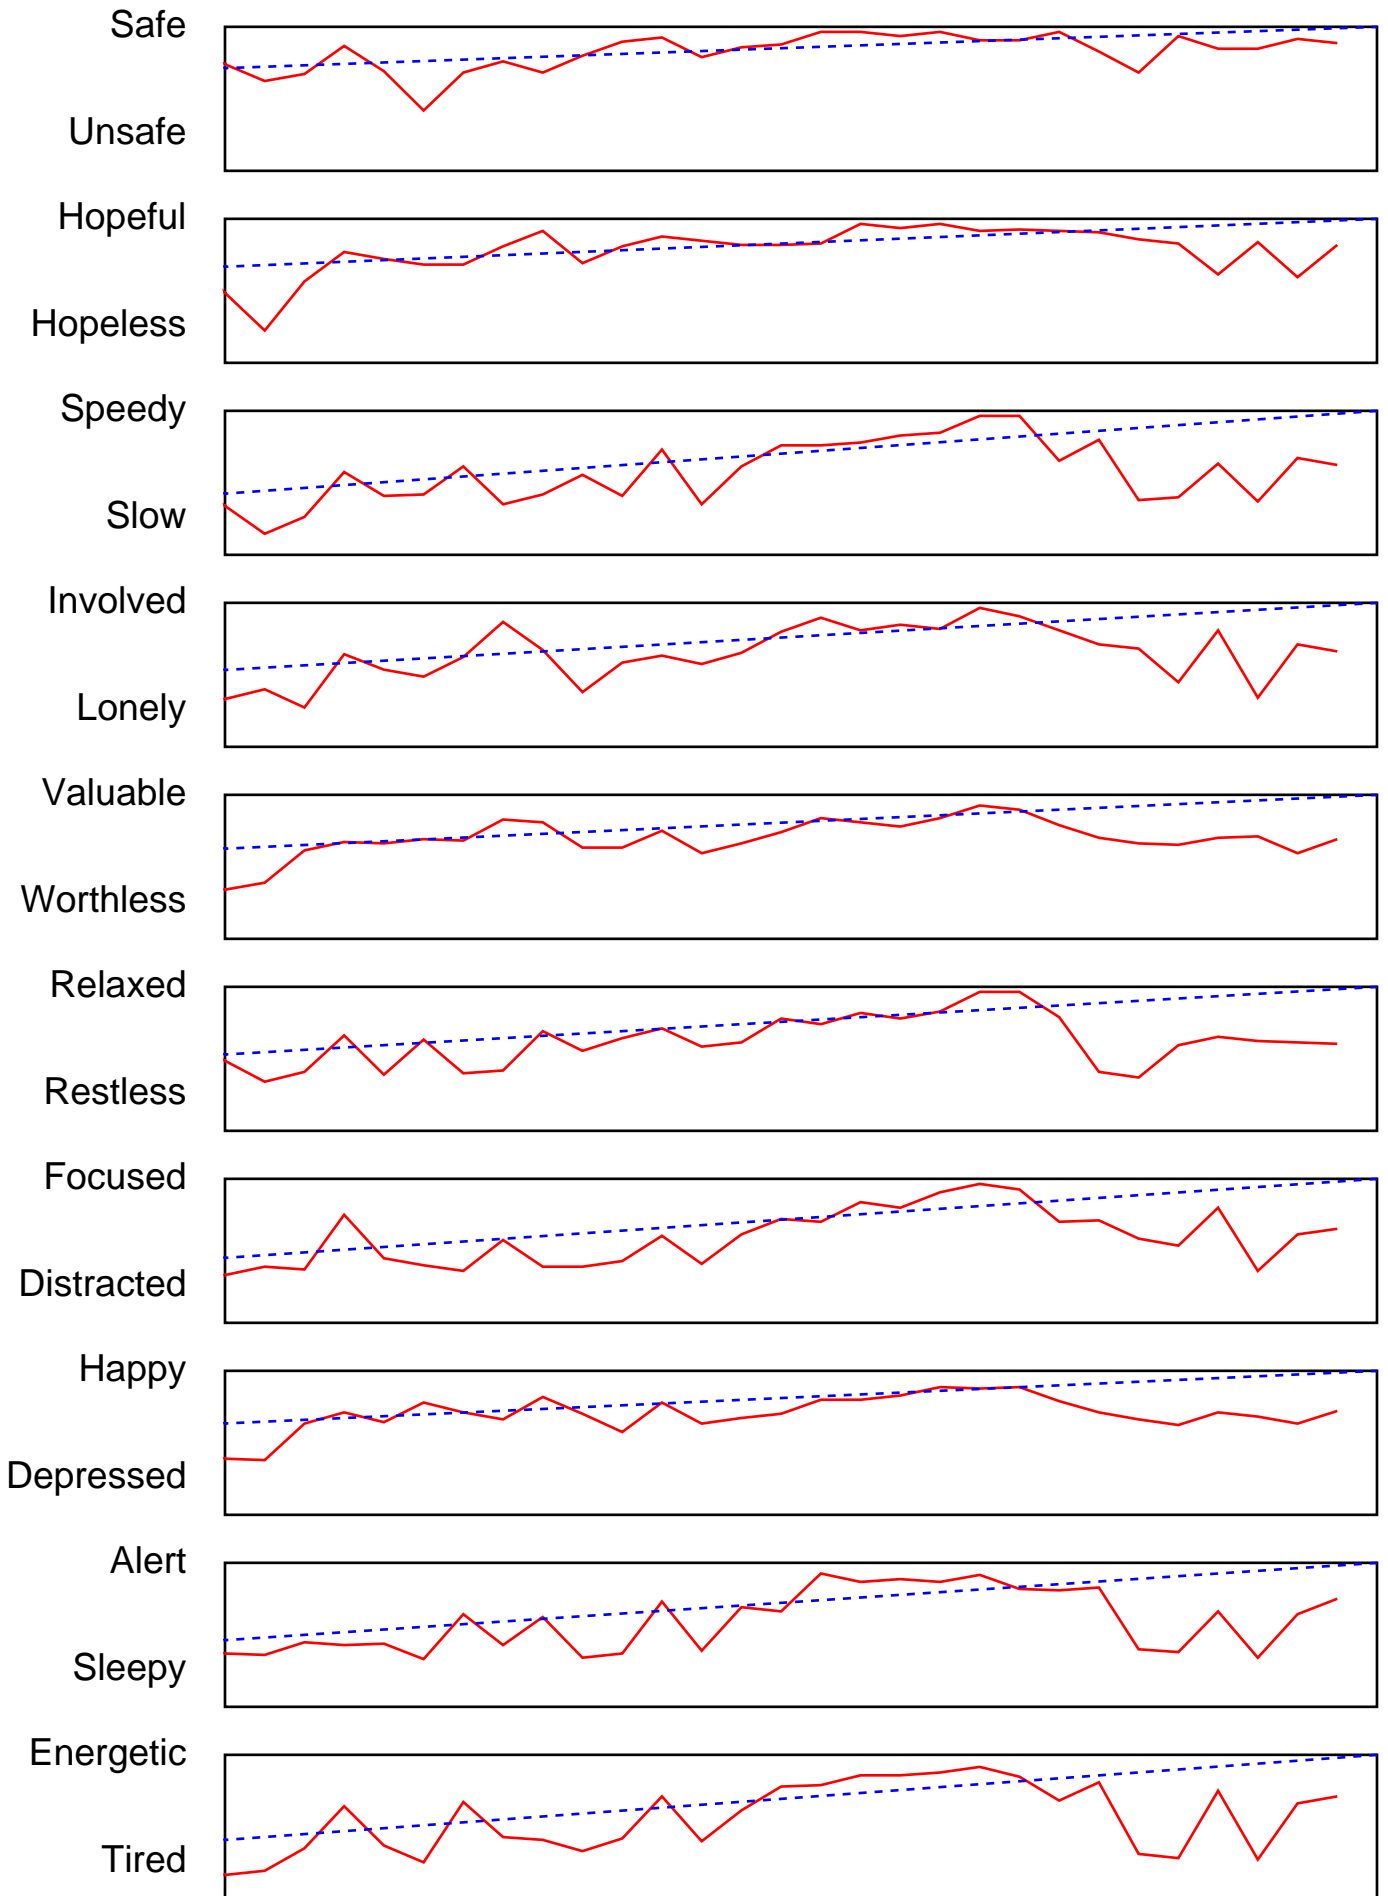 Safe
Unsafe
Hopeful
Hopeless
Speedy
Slow
Involved
Lonely
Valuable
Worthless
Relaxed
Restless
Focused
Distracted
Happy
Depressed
Alert
Sleepy
Energetic
Tired